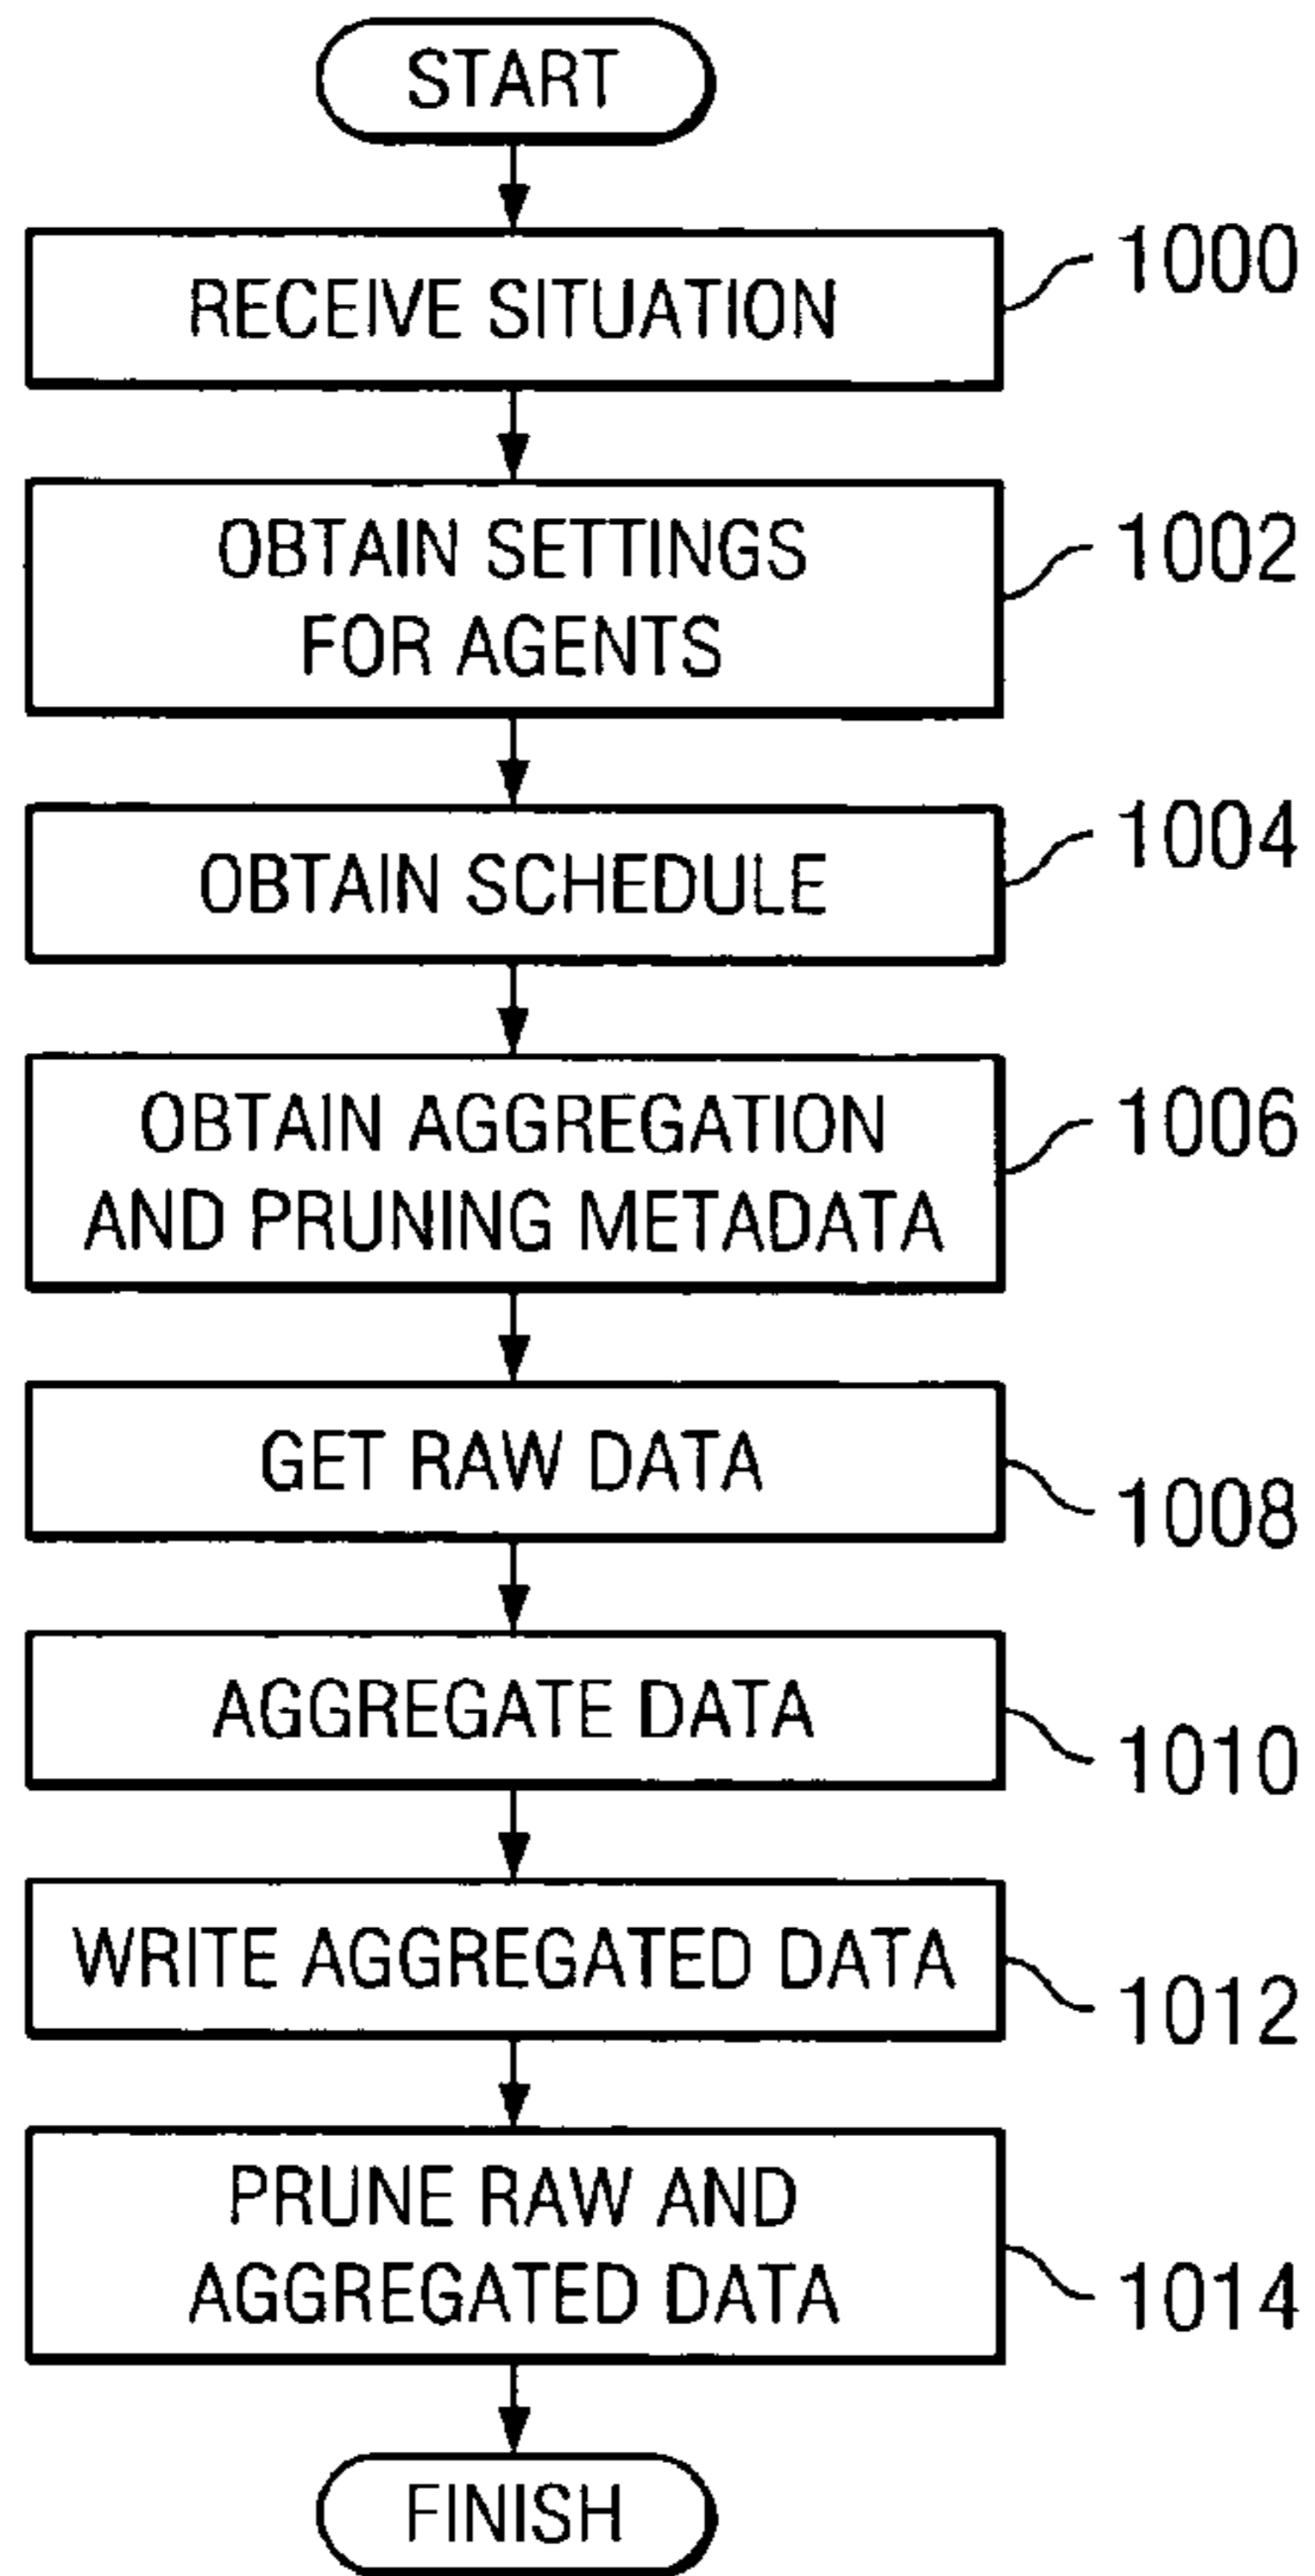 START
RECEIVE SITUATION
1000
OBTAIN SETTINGS
FOR AGENTS
1002
OBTAIN SCHEDULE
1004
OBTAIN AGGREGATION
AND PRUNING METADATA
1006
GET RAW DATA
1008
AGGREGATE DATA
1010
WRITE AGGREGATED DATA
1012
PRUNE RAW AND
AGGREGATED DATA
1014
FINISH